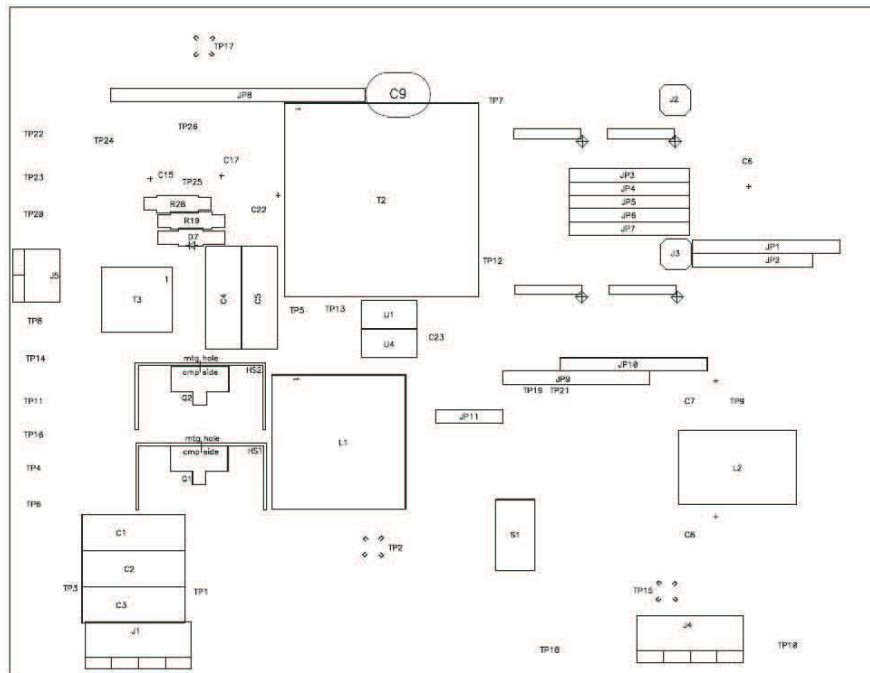 TP17
JP8
C9
TP7
J2
TP22
TP24
TP26
C15
C17
TP25
C6
TP23
JP3
JP4
JP5
JP6
JP7
R28
T2
TP20
R19
C22
D7
J3
JP1
JP2
TP12
J5
T3
1
C4
C5
TP5
TP13
U1
U4
C23
TP8
TP14
mtg hole
cmp side
HS2
Q2
JP10
JP9
TP19
TP21
C7
TP9
TP11
JP11
TP16
mtg hole
cmp side
HS1
Q1
L1
L2
TP4
TP6
C1
C2
C3
S1
C8
TP2
TP3
TP1
TP15
J1
J4
TP18
TP10